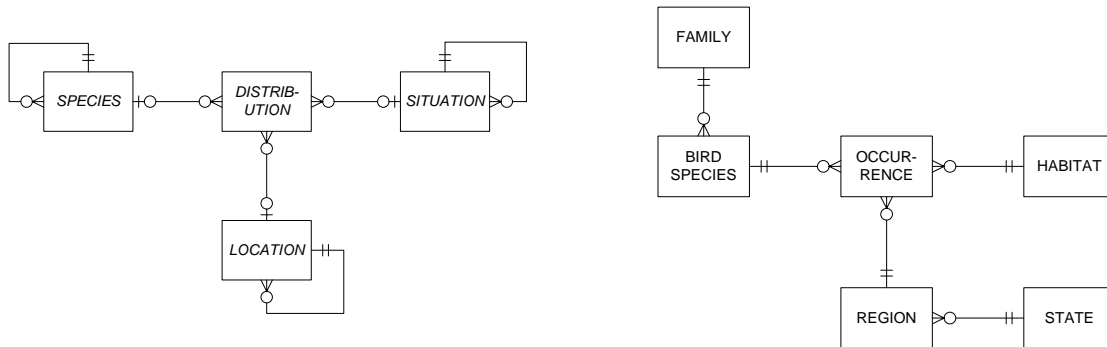 SPECIES
DISTRIB-
UTION
SITUATION
LOCATION
FAMILY
BIRD
SPECIES
OCCUR-
RENCE
HABITAT
REGION
STATE